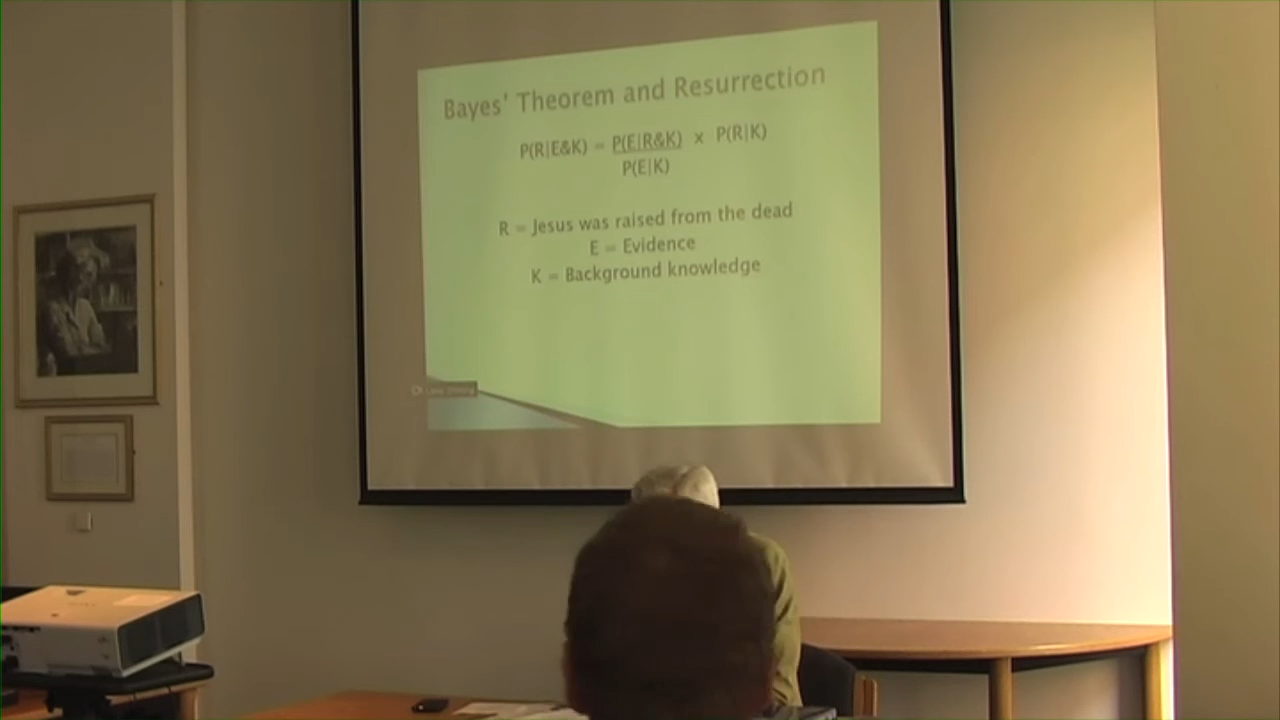 Bayes' Theorem and Resurrection
P(R|E&K) = P(E|R&K) x P(R|K)
P(E|K)
R = Jesus was raised from the dead
E = Evidence
K = Background knowledge